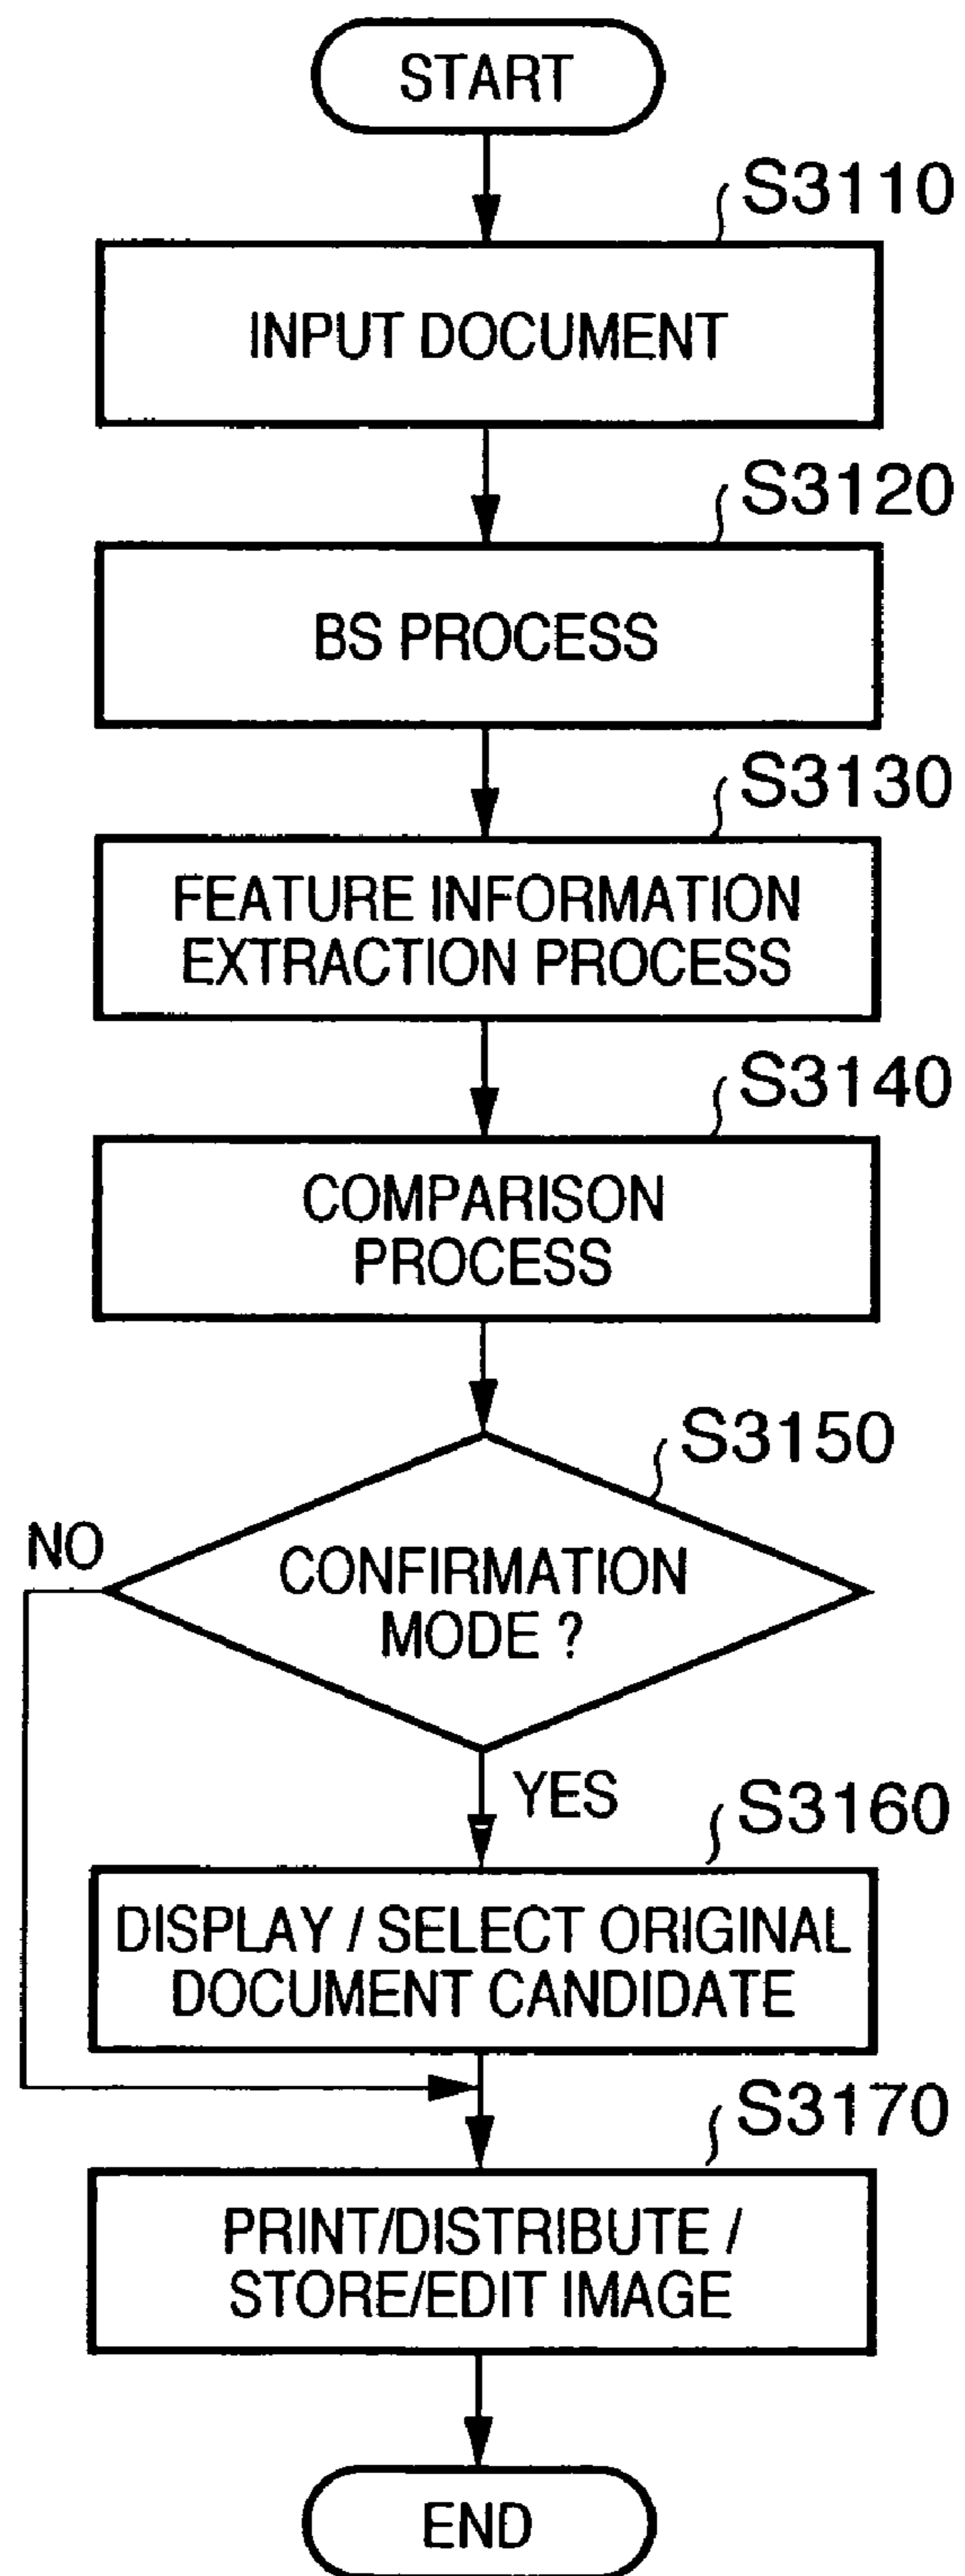 START
S3110
INPUT DOCUMENT
S3120
BS PROCESS
S3130
FEATURE INFORMATION
EXTRACTION PROCESS
S3140
COMPARISON
PROCESS
S3150
NO
CONFIRMATION
MODE ?
YES
S3160
DISPLAY / SELECT ORIGINAL
DOCUMENT CANDIDATE
S3170
PRINT/DISTRIBUTE /
STORE/EDIT IMAGE
END